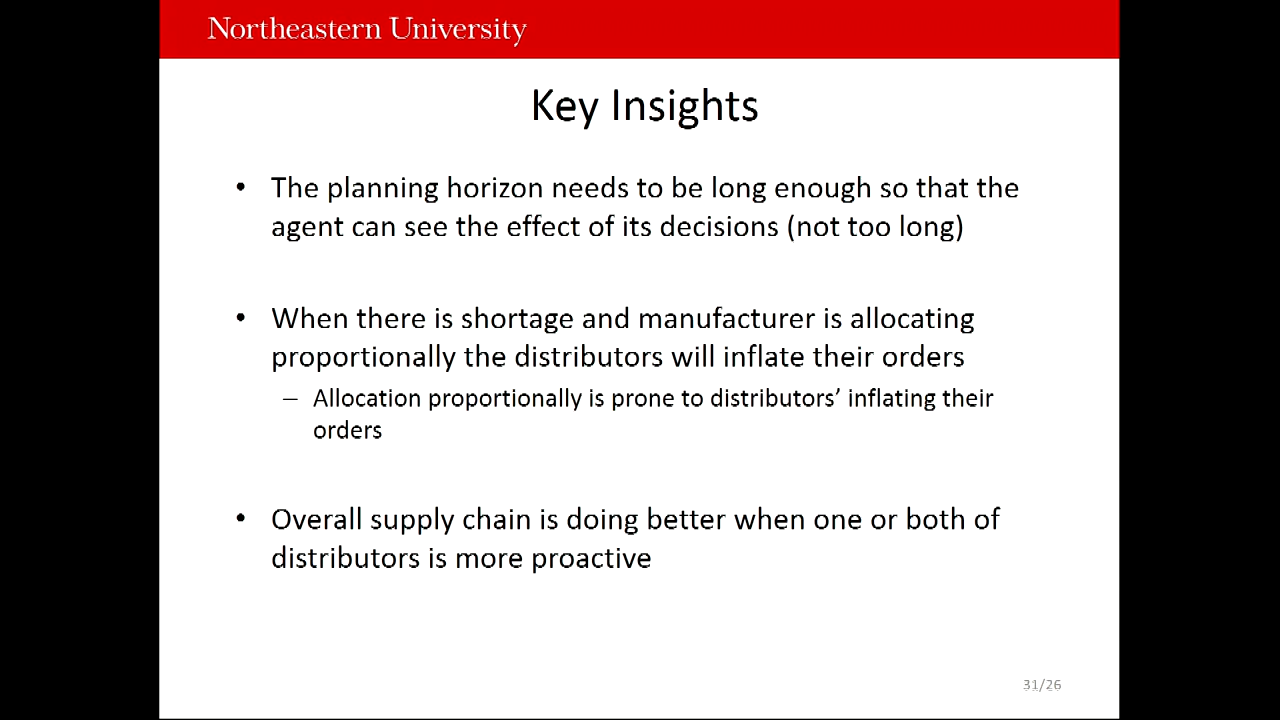 Northeastern University
Key Insights
• The planning horizon needs to be long enough so that the
agent can see the effect of its decisions (not too long)
• When there is shortage and manufacturer is allocating
proportionally the distributors will inflate their orders
– Allocation proportionally is prone to distributors’ inflating their
orders
• Overall supply chain is doing better when one or both of
distributors is more proactive
31/26